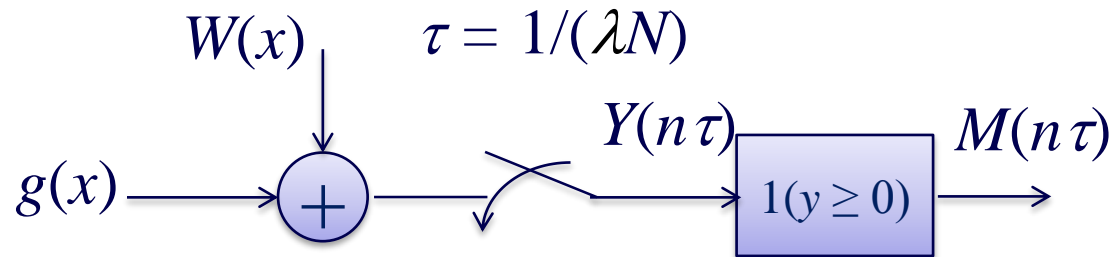 W(x) τ = 1/(λN)
g(x) + Y(nτ) 1(y ≥ 0) M(nτ)